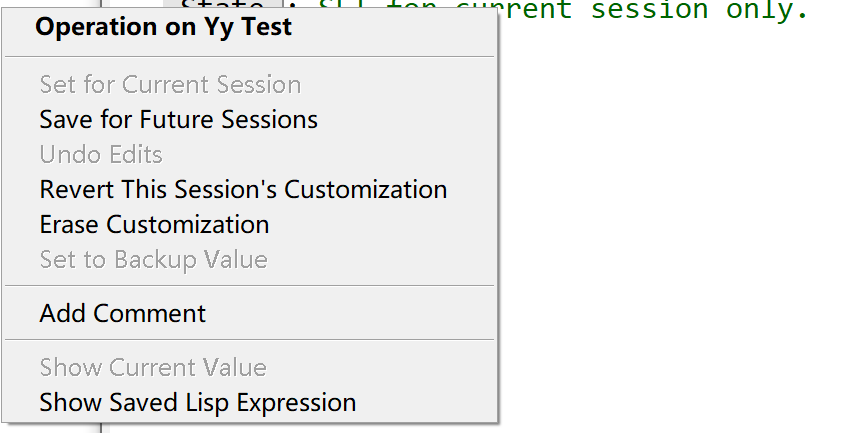 State : SET for current session only.
Operation on Yy Test
Set for Current Session
Save for Future Sessions
Undo Edits
Revert This Session's Customization
Erase Customization
Set to Backup Value
Add Comment
Show Current Value
Show Saved Lisp Expression